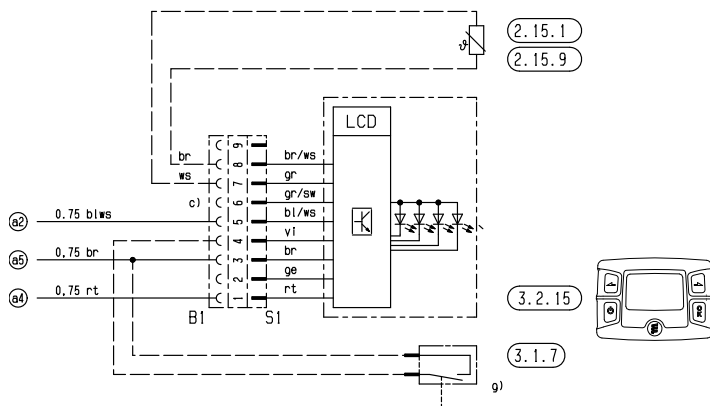 2.15.1
2.15.9
LCD
br
ws
c)
9
8
7
6
5
4
3
2
1
br/ws
gr
gr/sw
bl/ws
vi
br
ge
rt
a2
0.75 blws
a5
0,75 br
a4
0,75 rt
B1
S1
3.2.15
3.1.7
g)
OK